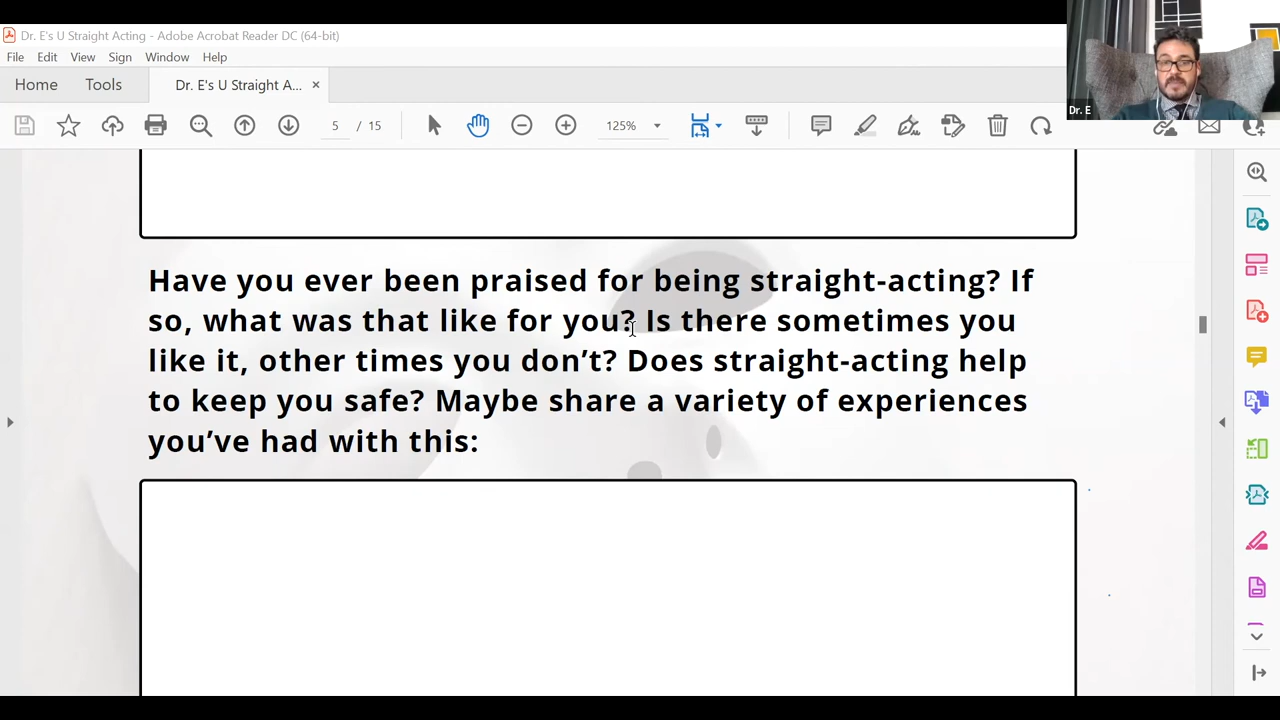 Dr. E's U Straight Acting - Adobe Acrobat Reader DC (64-bit)
File Edit View Sign Window Help
Home Tools Dr. E's U Straight A... ×
5 / 15 125%
Dr. E
Have you ever been praised for being straight-acting? If
so, what was that like for you? Is there sometimes you
like it, other times you don’t? Does straight-acting help
to keep you safe? Maybe share a variety of experiences
you’ve had with this: